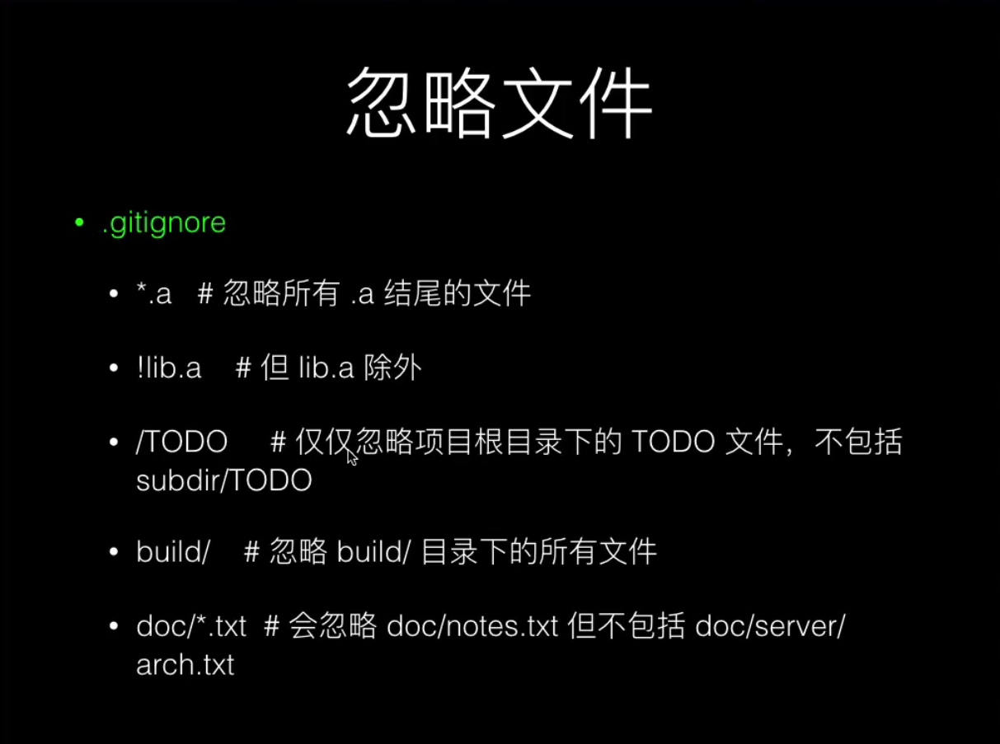 忽略文件
• .gitignore
• *.a # 忽略所有 .a 结尾的文件
• !lib.a # 但 lib.a 除外
• /TODO # 仅仅忽略项目根目录下的 TODO 文件，不包括
subdir/TODO
• build/ # 忽略 build/ 目录下的所有文件
• doc/*.txt # 会忽略 doc/notes.txt 但不包括 doc/server/
arch.txt